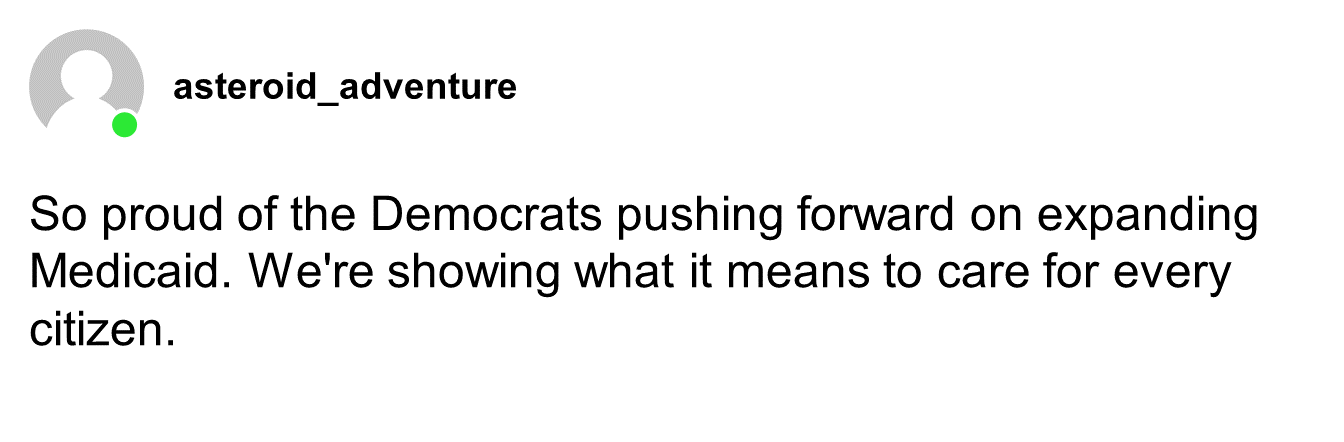 asteroid_adventure
So proud of the Democrats pushing forward on expanding
Medicaid. We're showing what it means to care for every
citizen.